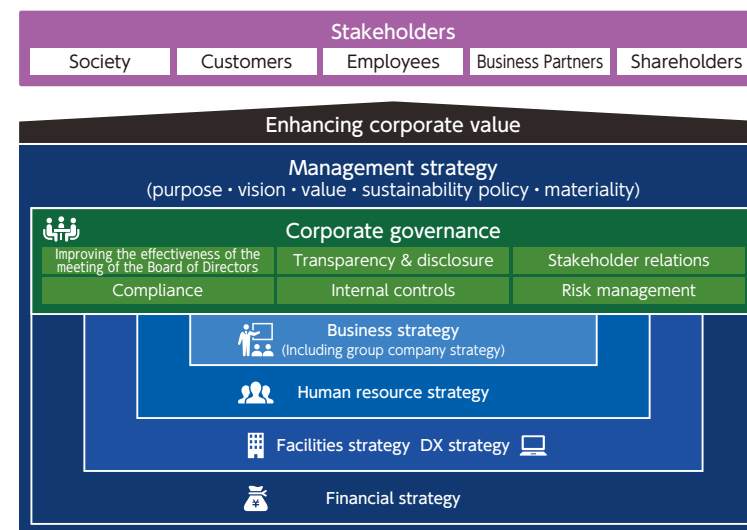 Stakeholders
Society Customers Employees Business Partners Shareholders
Enhancing corporate value
Management strategy
(purpose・vision・value・sustainability policy・materiality)
Corporate governance
Improving the effectiveness of the
meeting of the Board of Directors
Transparency & disclosure
Stakeholder relations
Compliance
Internal controls
Risk management
Business strategy
(Including group company strategy)
Human resource strategy
Facilities strategy DX strategy
Financial strategy